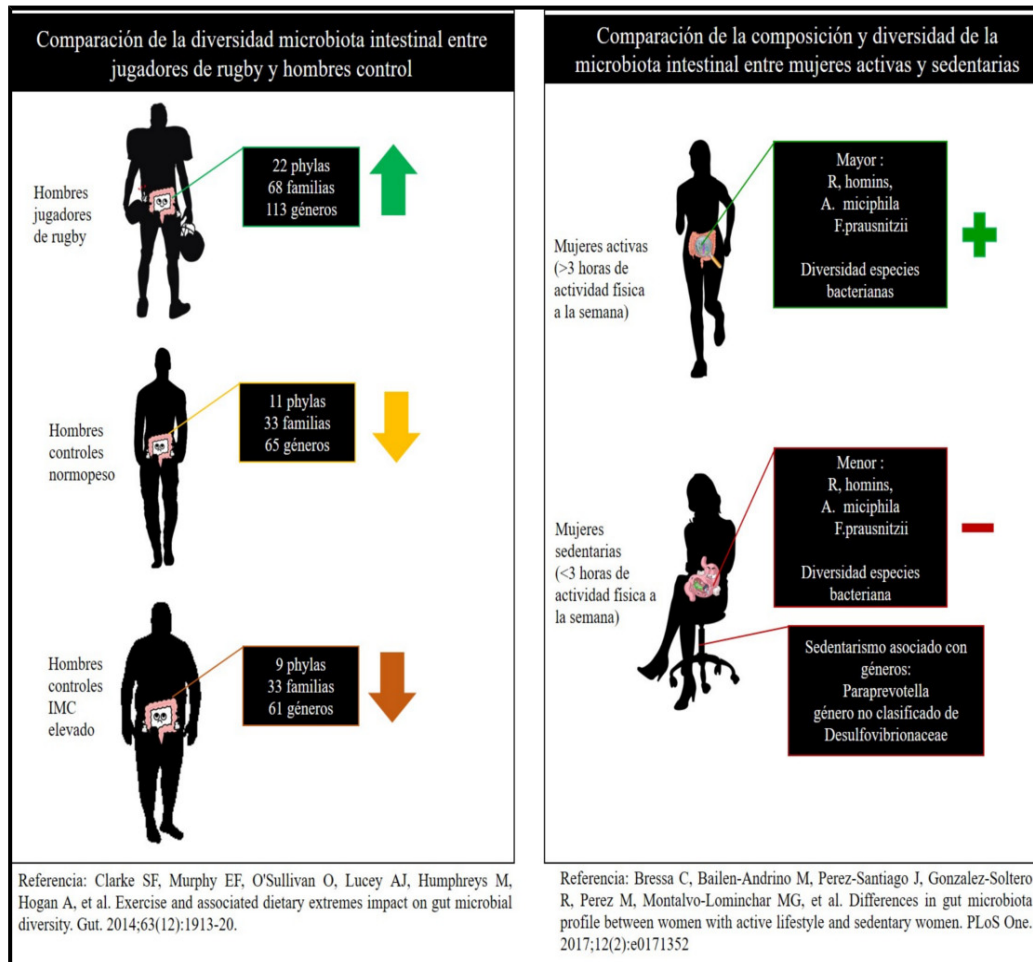 Comparación de la diversidad microbiota intestinal entre
jugadores de rugby y hombres control
Hombres
jugadores
de rugby
22 phylas
68 familias
113 géneros
Hombres
controles
normopeso
11 phylas
33 familias
65 géneros
Hombres
controles
IMC
elevado
9 phylas
33 familias
61 géneros
Referencia: Clarke SF, Murphy EF, O'Sullivan O, Lucey AJ, Humphreys M,
Hogan A, et al. Exercise and associated dietary extremes impact on gut microbial
diversity. Gut. 2014;63(12):1913-20.
Comparación de la composición y diversidad de la
microbiota intestinal entre mujeres activas y sedentarias
Mujeres activas
(>3 horas de
actividad física
a la semana)
Mayor :
R, homins,
A. miciphila
F.prausnitzii
Diversidad especies
bacterianas
Mujeres
sedentarias
(<3 horas de
actividad física a
la semana)
Menor :
R, homins,
A. miciphila
F.prausnitzii
Diversidad especies
bacteriana
Sedentarismo asociado con
géneros:
Paraprevotella
género no clasificado de
Desulfovibrionaceae
Referencia: Bressa C, Bailen-Andrino M, Perez-Santiago J, Gonzalez-Soltero
R, Perez M, Montalvo-Lominchar MG, et al. Differences in gut microbiota
profile between women with active lifestyle and sedentary women. PLoS One.
2017;12(2):e0171352